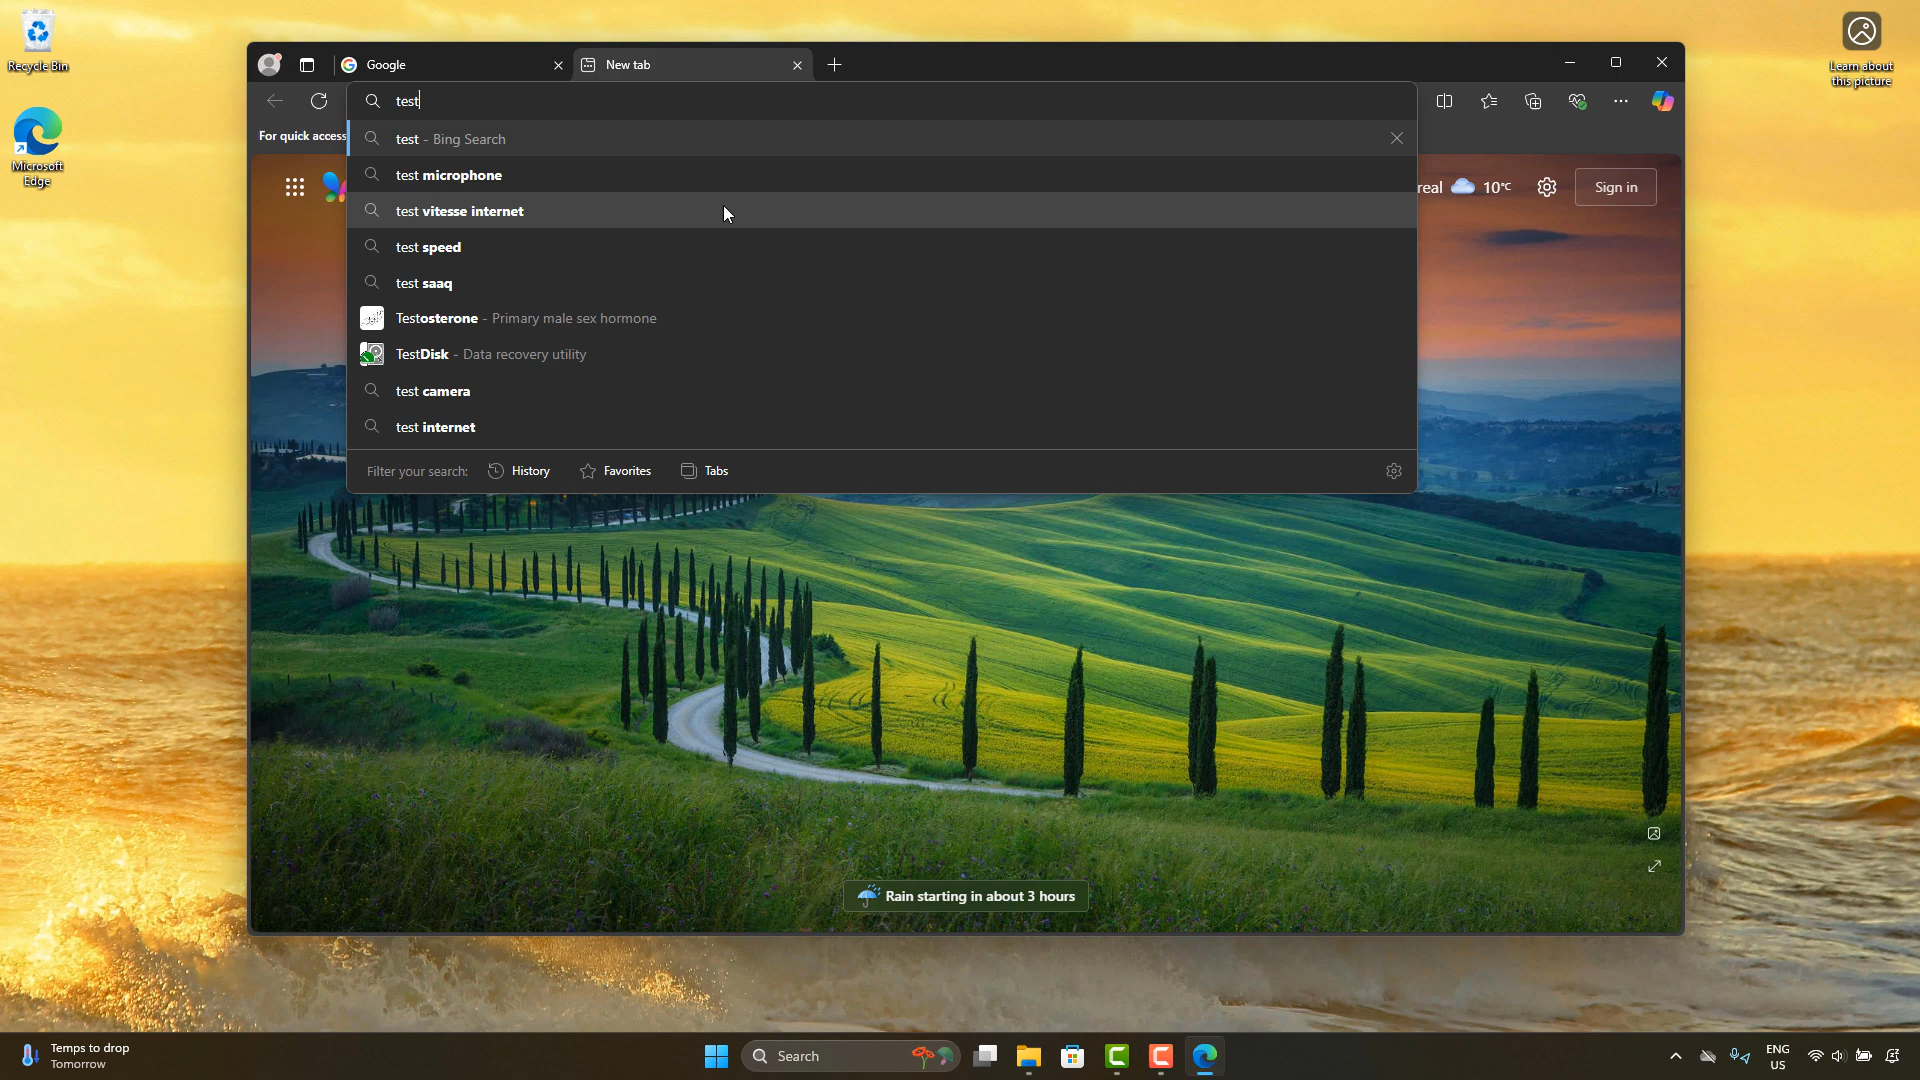 Recycle Bin
Microsoft
Edge
Learn about
this picture
Google
New tab
test
For quick access
test - Bing Search
test microphone
test vitesse internet
test speed
test saaq
Testosterone - Primary male sex hormone
TestDisk - Data recovery utility
test camera
test internet
Filter your search:
History
Favorites
Tabs
real
10°C
Sign in
Rain starting in about 3 hours
Temps to drop
Tomorrow
Search
ENG
US